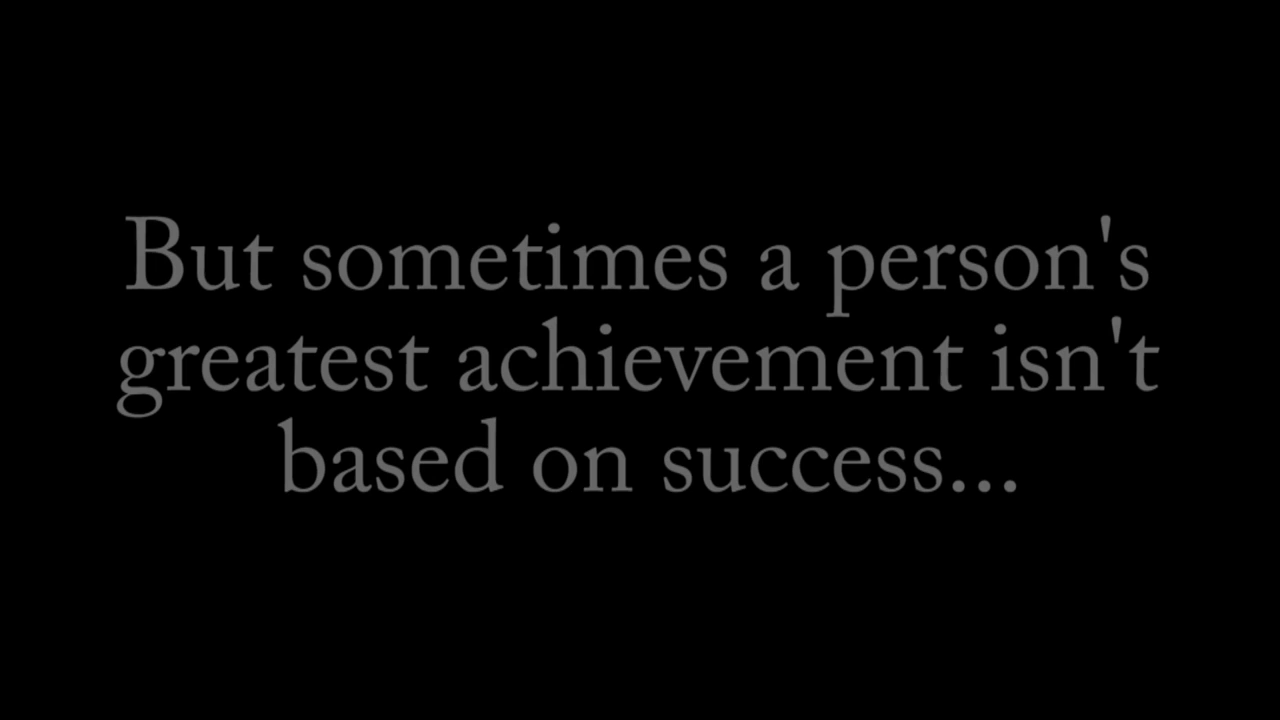 But sometimes a person's
greatest achievement isn't
based on success...